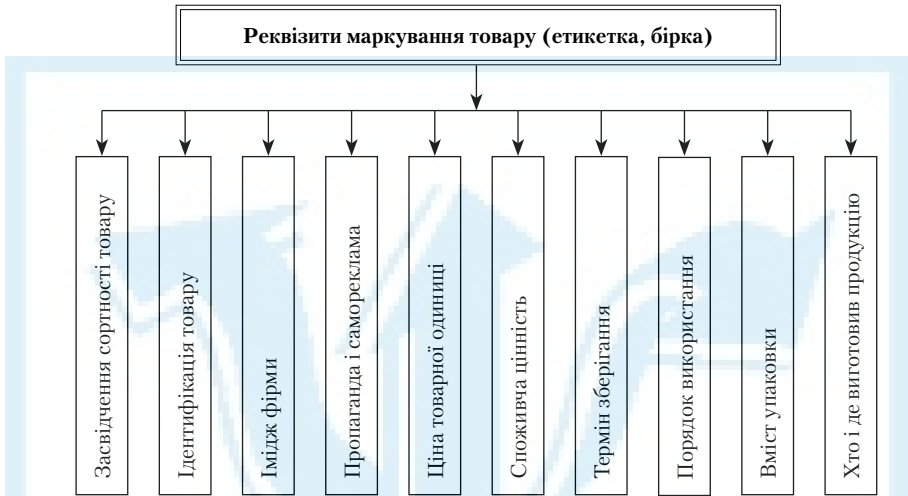 Реквізити маркування товару (етикетка, бірка)
Засвідчення сортності товару
Ідентифікація товару
Імідж фірми
Пропаганда і самореклама
Ціна товарної одиниці
Споживча цінність
Термін зберігання
Порядок використання
Вміст упаковки
Хто і де виготовив продукцію